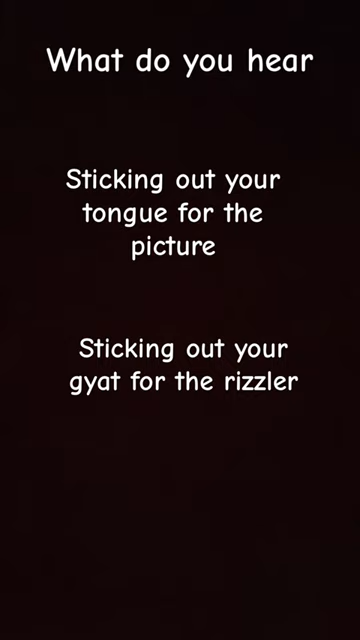 What do you hear
Sticking out your
tongue for the
picture
Sticking out your
gyat for the rizzler